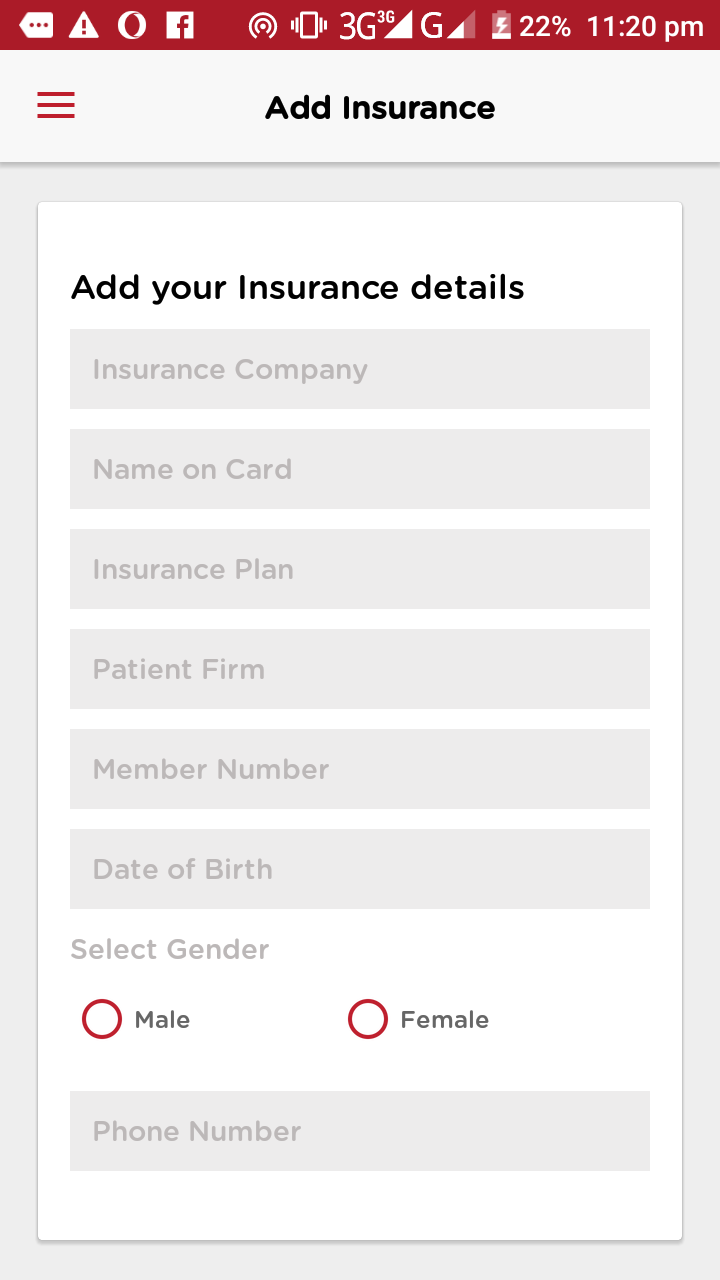 3G 3G G 22% 11:20 pm
Add Insurance
Add your Insurance details
Insurance Company
Name on Card
Insurance Plan
Patient Firm
Member Number
Date of Birth
Select Gender
Male Female
Phone Number